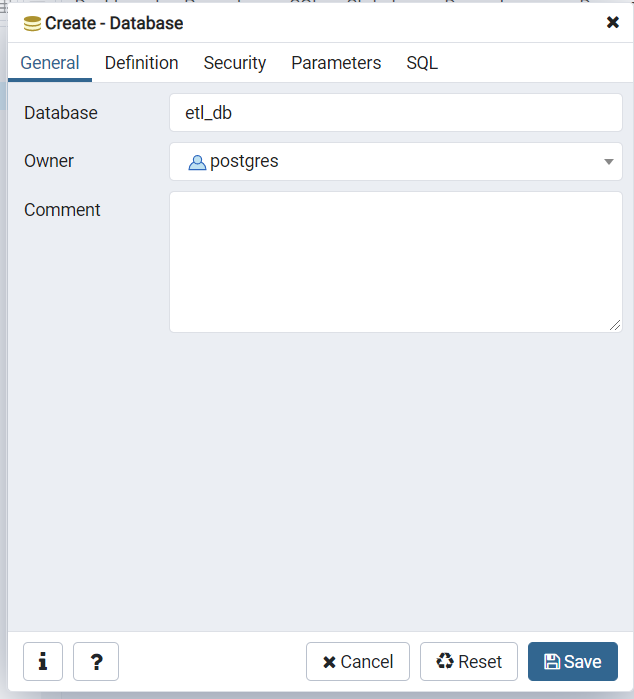 Create - Database
General Definition Security Parameters SQL
Database etl_db
Owner postgres
Comment
i ? Cancel Reset Save